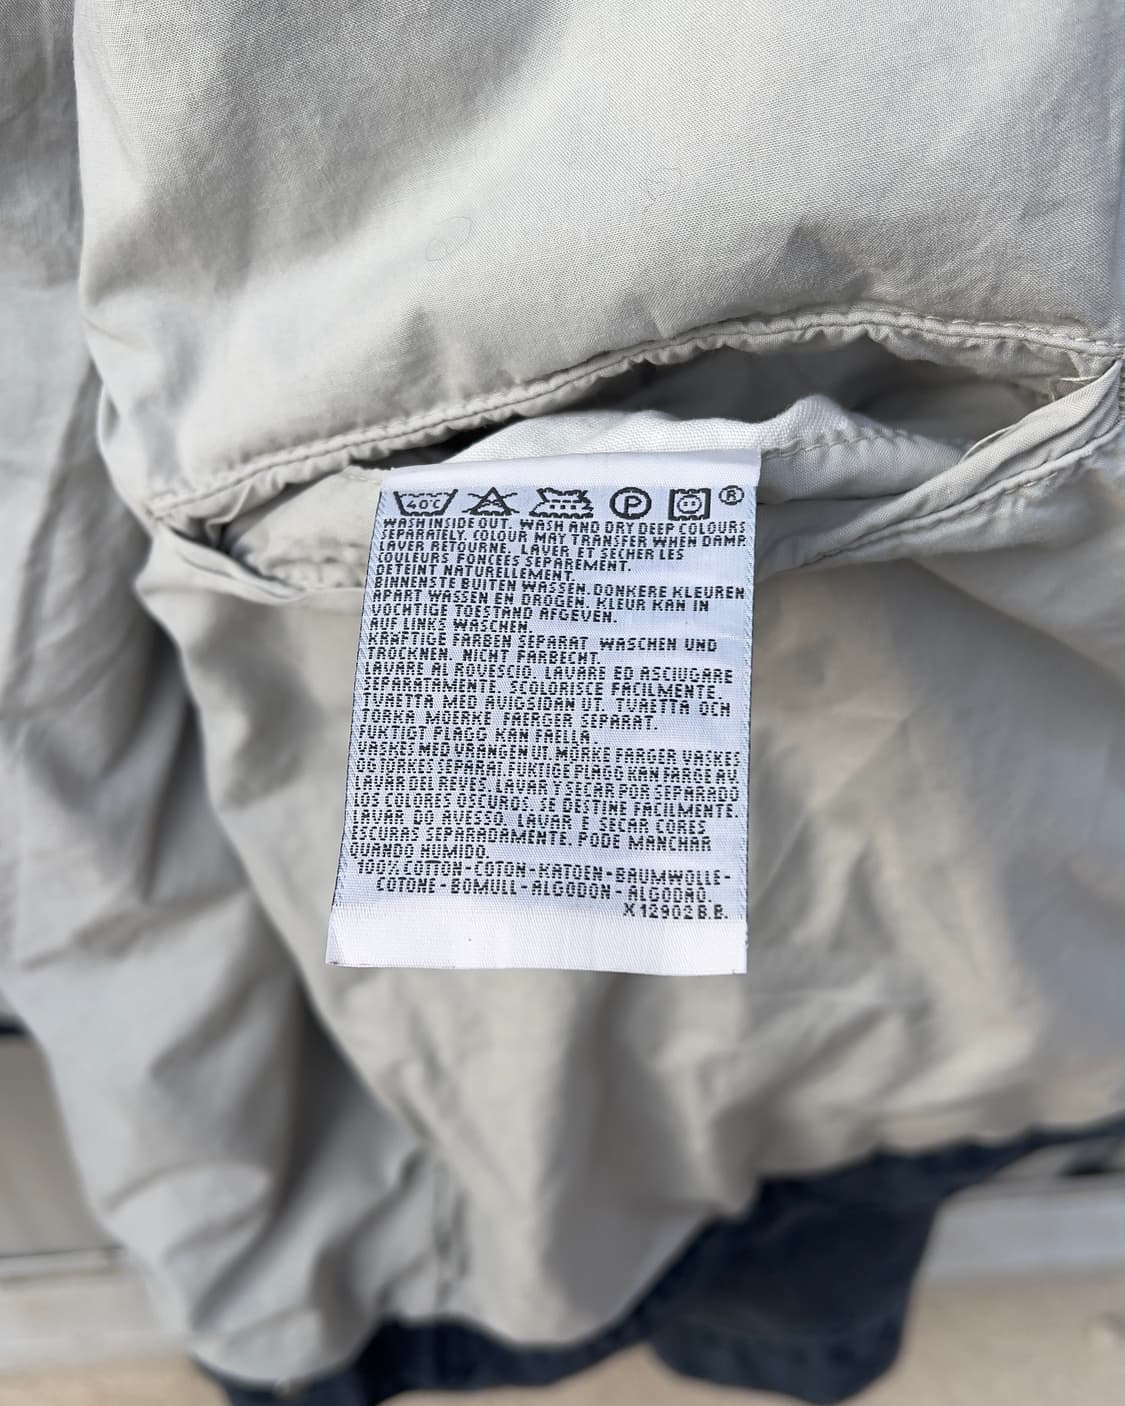 40°C P ®
WASH INSIDE OUT. WASH AND DRY DEEP COLOURS
SEPARATELY. COLOUR MAY TRANSFER WHEN DAMP.
LAVER RETOURNE. LAVER ET SECHER LES
COULEURS FONCEES SEPAREMENT.
DETEINT NATURELLEMENT.
BINNENSTE BUITEN WASSEN. DONKERE KLEUREN
APART WASSEN EN DROGEN. KLEUR KAN IN
VOCHTIGE TOESTAND AFGEVEN.
AUF LINKS WASCHEN.
KRAFTIGE FARBEN SEPARAT WASCHEN UND
TROCKNEN. NICHT FARBECHT.
LAVARE AL ROVESCIO. LAVARE ED ASCIUGARE
SEPARATAMENTE. SCOLORISCE FACILMENTE.
TVAETTA MED AVIGSIDAN UT. TVAETTA OCH
TORKA MOERKE FAERGER SEPARAT.
FUKTIGT PLAGG KAN FAELLA.
VASKES MED VRANGEN UT. MORKE FARGER VASKES
OG TORKES SEPARAT. FUKTIGE PLAGG KAN FARGE AV.
LAVAR DEL REVES. LAVAR Y SECAR POR SEPARADO
LOS COLORES OSCUROS. SE DESTINE FACILMENTE.
LAVAR DO AVESSO. LAVAR E SECAR CORES
ESCURAS SEPARADAMENTE. PODE MANCHAR
QUANDO HUMIDO.
100% COTTON-COTON-KATOEN-BAUMWOLLE-
COTONE-BOMULL-ALGODON-ALGODAO.
X 12902 B.B.